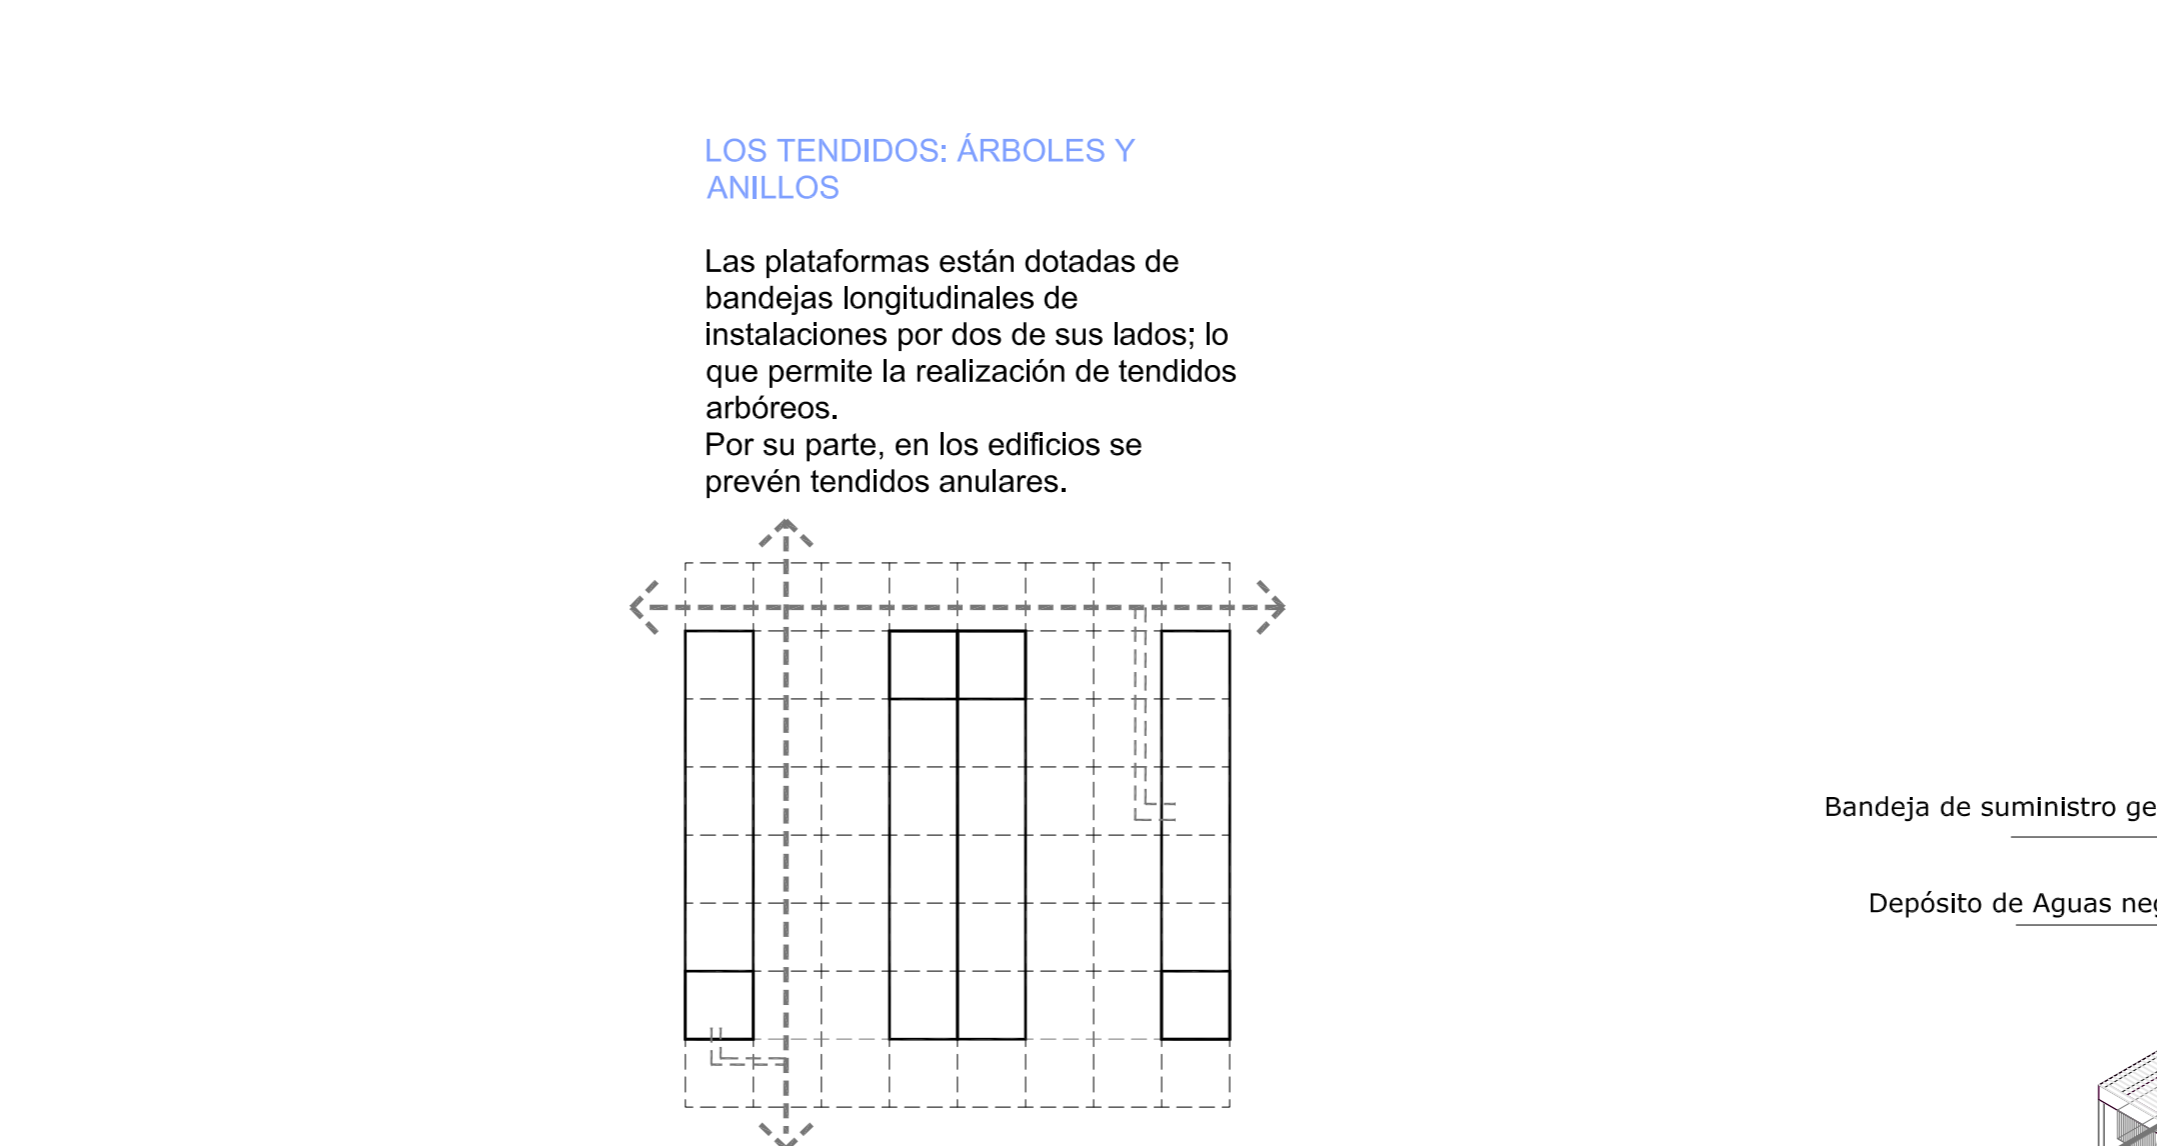 LOS TENDIDOS: ÁRBOLES Y
ANILLOS
Las plataformas están dotadas de
bandejas longitudinales de
instalaciones por dos de sus lados; lo
que permite la realización de tendidos
arbóreos.
Por su parte, en los edificios se
prevén tendidos anulares.
Bandeja de suministro
Depósito de Aguas